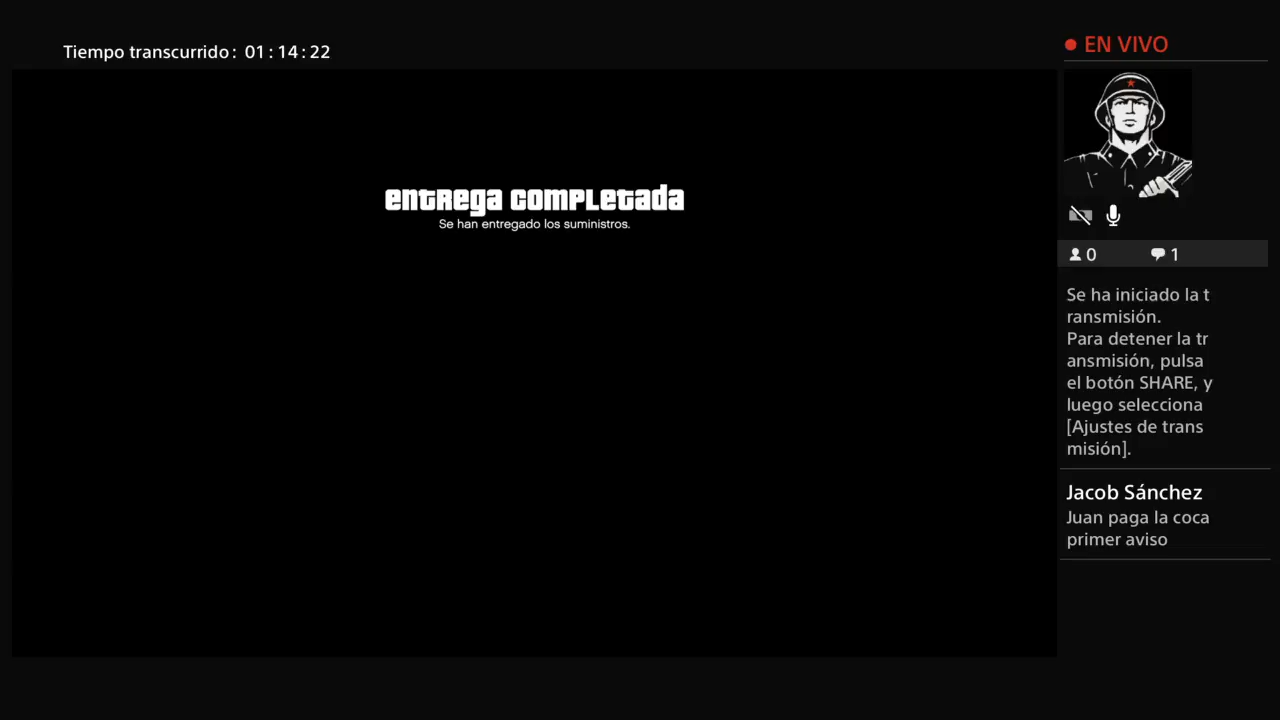 Tiempo transcurrido: 01:14:22
EN VIVO
entrega completada
Se han entregado los suministros.
0
1
Se ha iniciado la t
ransmisión.
Para detener la tr
ansmisión, pulsa
el botón SHARE, y
luego selecciona
[Ajustes de trans
misión].
Jacob Sánchez
Juan paga la coca
primer aviso